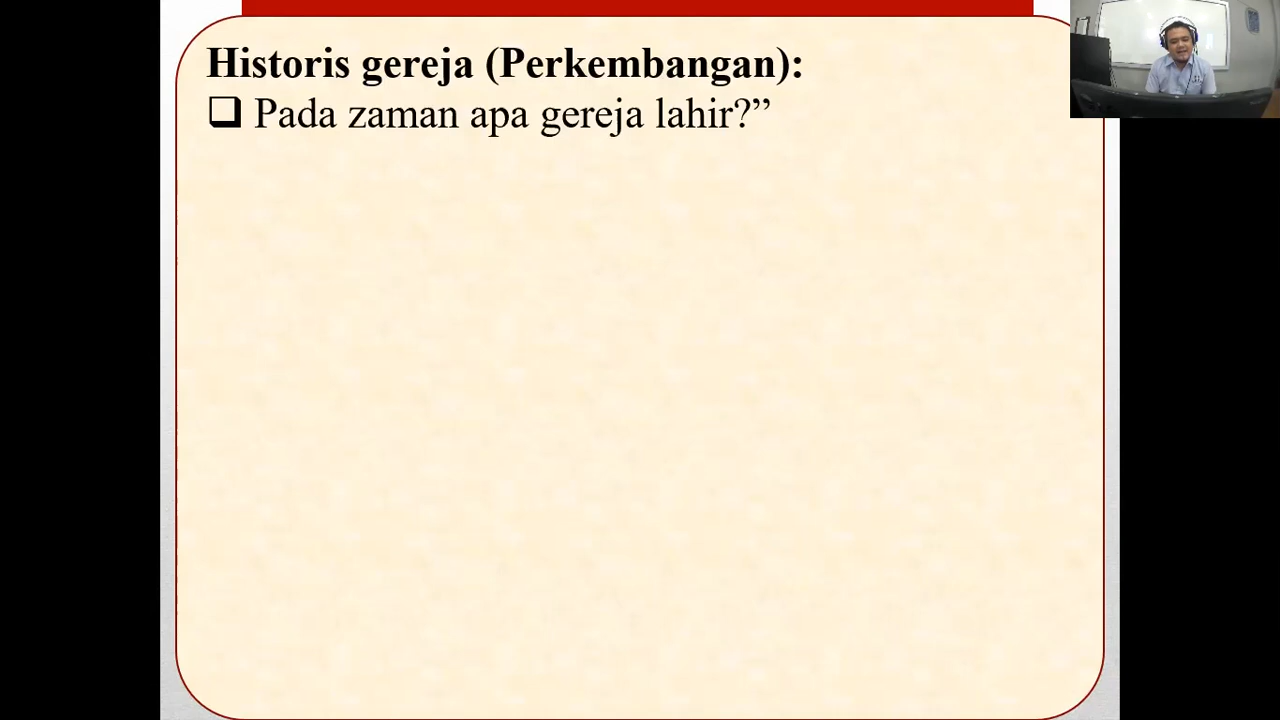 Historis gereja (Perkembangan):
❑ Pada zaman apa gereja lahir?”